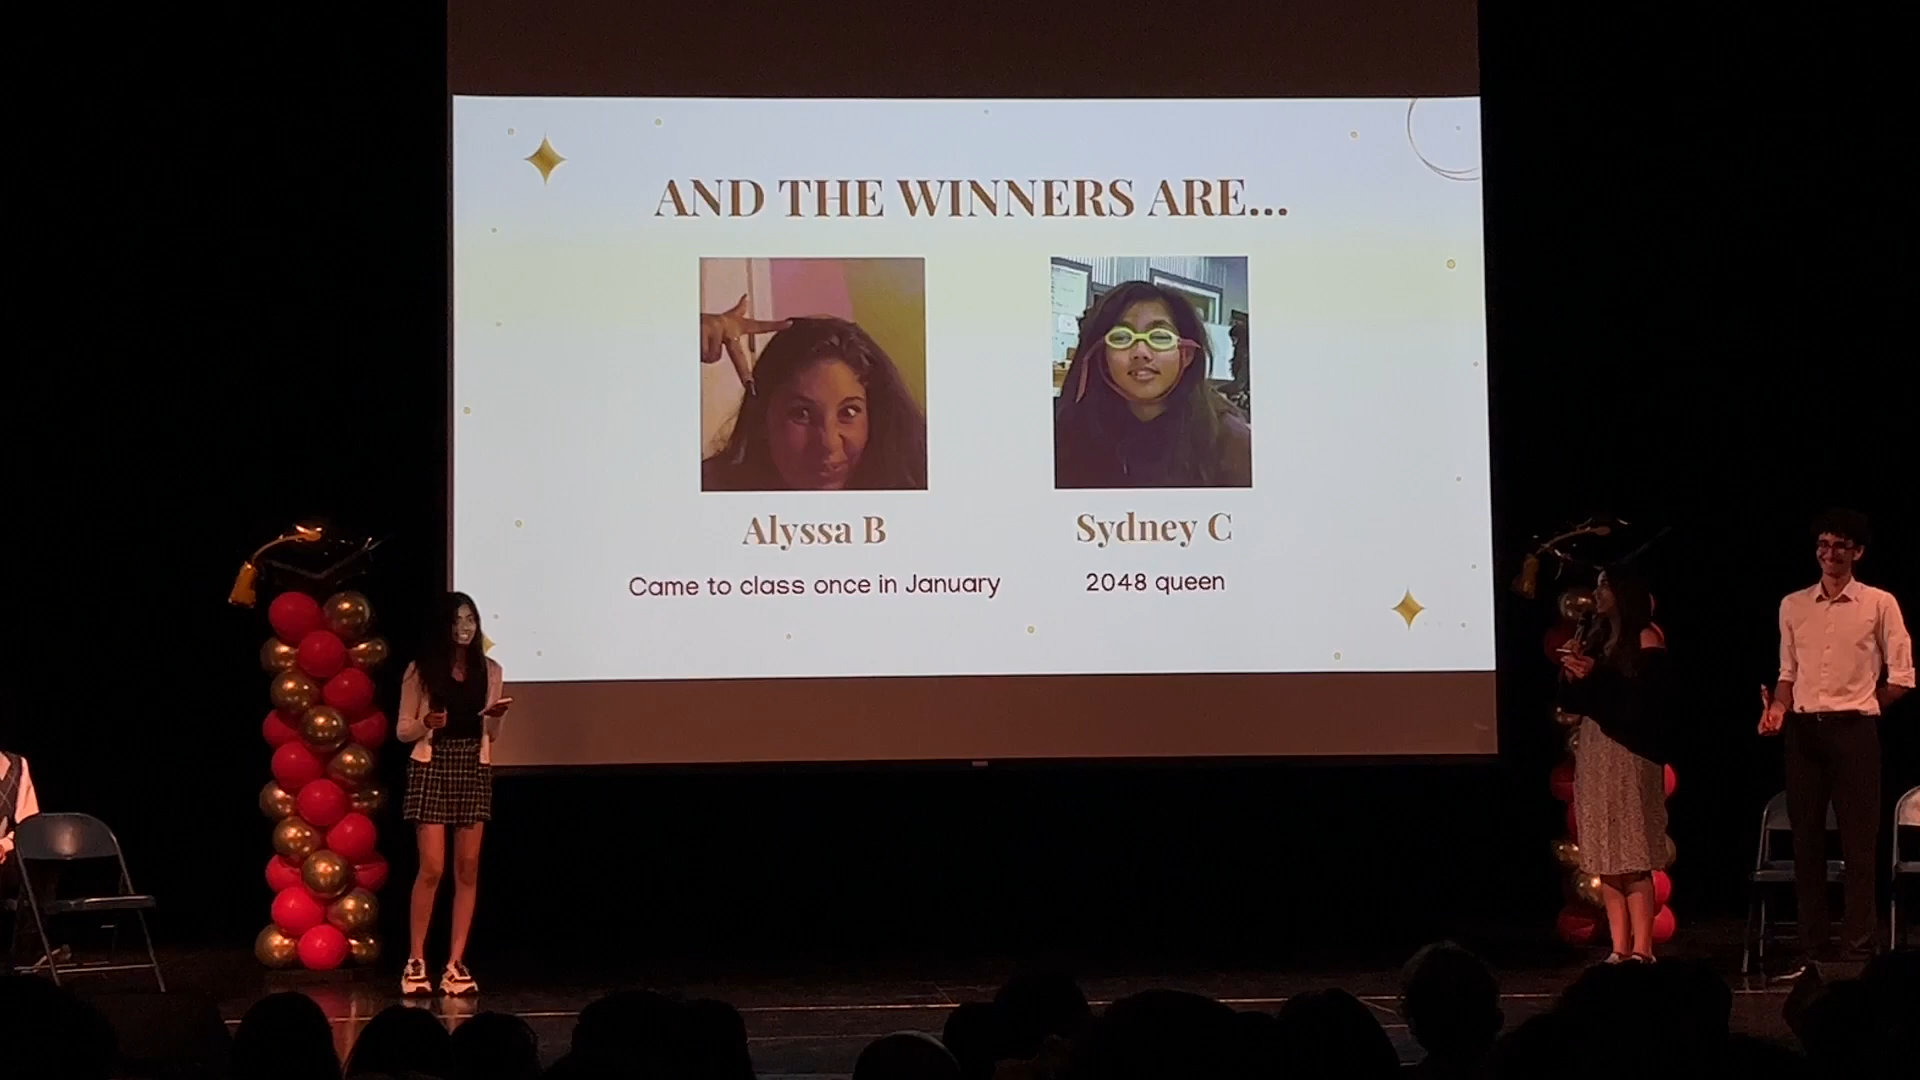 AND THE WINNERS ARE...
Alyssa B
Sydney C
Came to class once in January
2048 queen